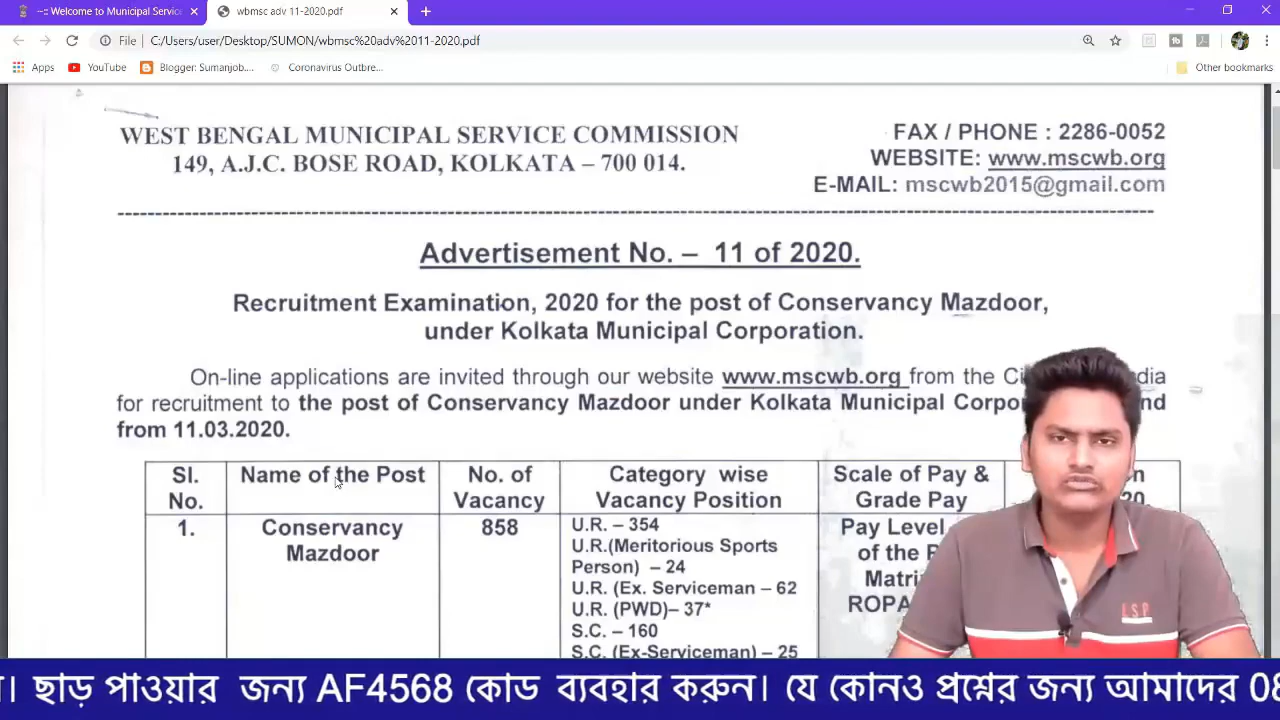 -:: Welcome to Municipal Service
wbmsc adv 11-2020.pdf
File C:/Users/user/Desktop/SUMON/wbmsc%20adv%2011-2020.pdf
Apps YouTube Blogger: Sumanjob.... Coronavirus Outbre... Other bookmarks
WEST BENGAL MUNICIPAL SERVICE COMMISSION
149, A.J.C. BOSE ROAD, KOLKATA – 700 014.
FAX / PHONE : 2286-0052
WEBSITE: www.mscwb.org
E-MAIL: mscwb2015@gmail.com
Advertisement No. – 11 of 2020.
Recruitment Examination, 2020 for the post of Conservancy Mazdoor,
under Kolkata Municipal Corporation.
On-line applications are invited through our website www.mscwb.org from the
for recruitment to the post of Conservancy Mazdoor under Kolkata Municipal
from 11.03.2020.
Sl. No.
Name of the Post
No. of Vacancy
Category wise Vacancy Position
Scale of Pay & Grade Pay
1.
Conservancy
Mazdoor
858
U.R. – 354
U.R.(Meritorious Sports
Person) – 24
U.R. (Ex. Serviceman – 62
U.R. (PWD)– 37*
S.C. – 160
S.C. (Ex-Serviceman) – 25
Pay Level
of the
ROPA
LSP
। ছাড় পাওয়ার জন্য AF4568 কোড ব্যবহার করুন। যে কোনও প্রশ্নের জন্য আমাদের